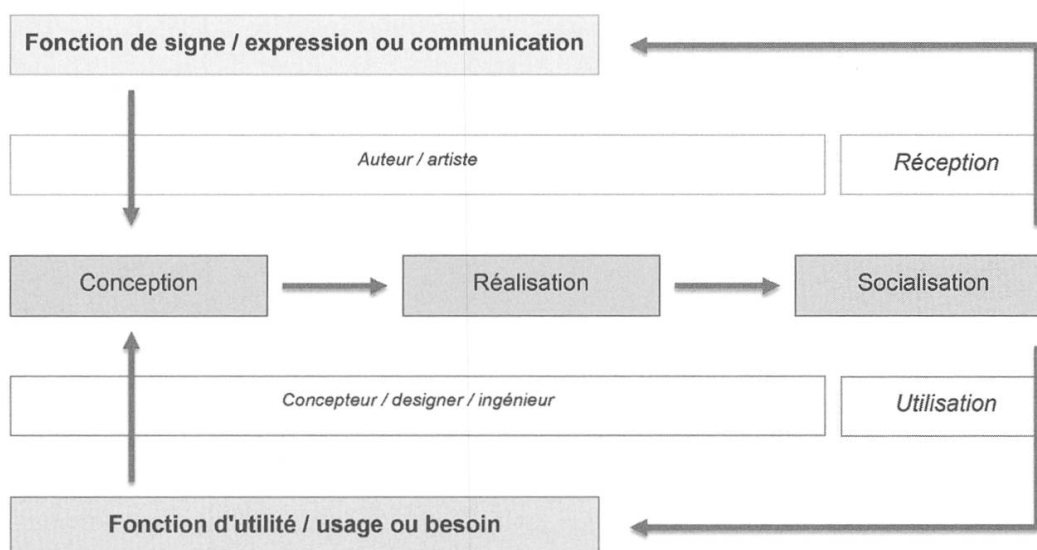 Fonction de signe / expression ou communication
Auteur / artiste
Réception
Conception
Réalisation
Socialisation
Concepteur / designer / ingénieur
Utilisation
Fonction d'utilité / usage ou besoin